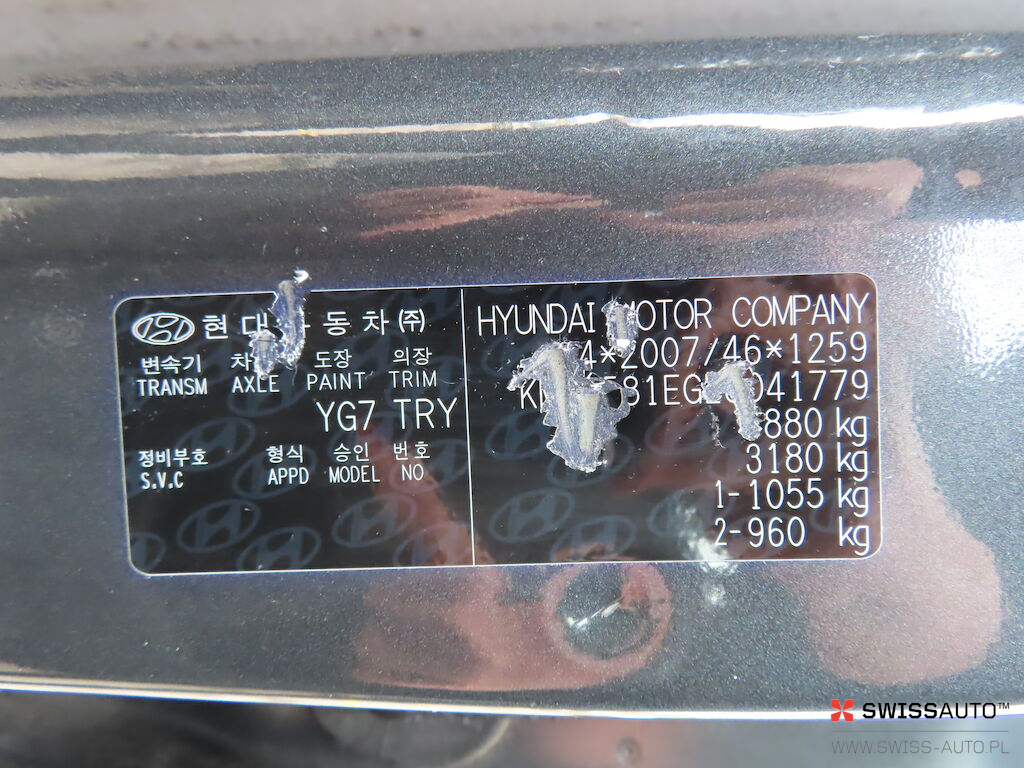 현대 동차 ㈜
변속기 도장 의장
TRANSM AXLE PAINT TRIM
YG7 TRY
정비부호 형식 승인 번호
S.V.C APPD MODEL NO
HYUNDAI COMPANY
4*2007/46*1259
880 kg
3180 kg
1-1055 kg
2-960 kg
SWISSAUTO™
WWW.SWISS-AUTO.PL